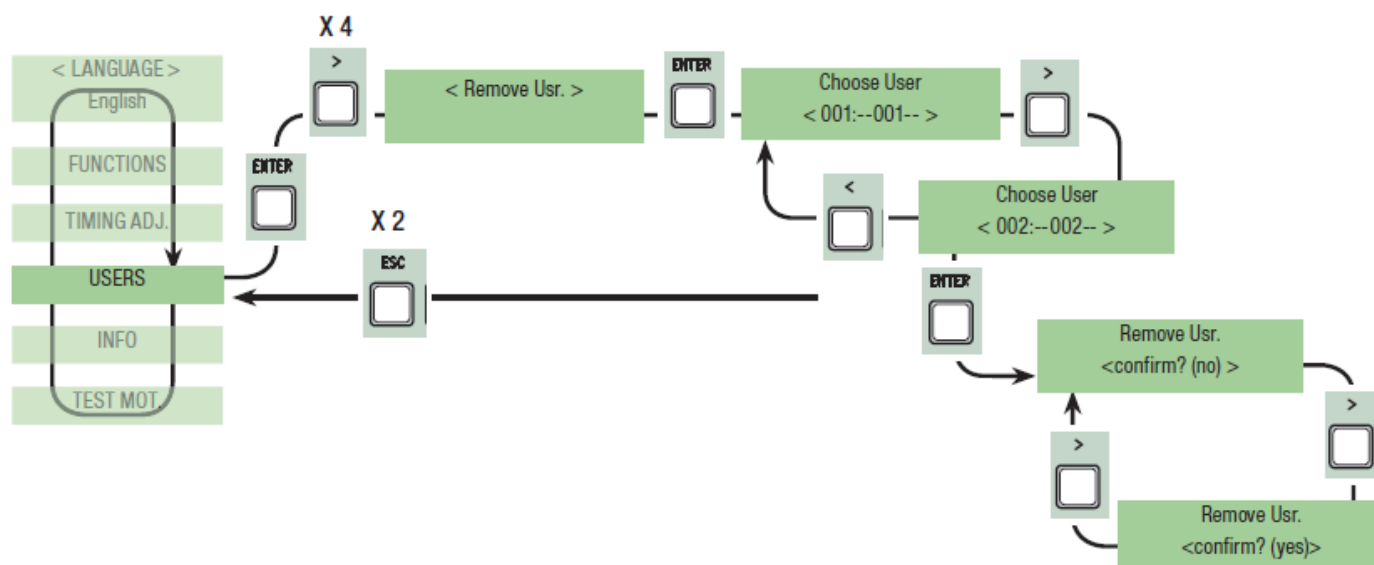 X 4
>
< LANGUAGE >
English
FUNCTIONS
TIMING ADJ.
USERS
INFO
TEST MOT.
ENTER
< Remove Usr. >
ENTER
Choose User
< 001:--001-- >
>
<
Choose User
< 002:--002-- >
X 2
ESC
ENTER
Remove Usr.
<confirm? (no) >
>
>
Remove Usr.
<confirm? (yes)>